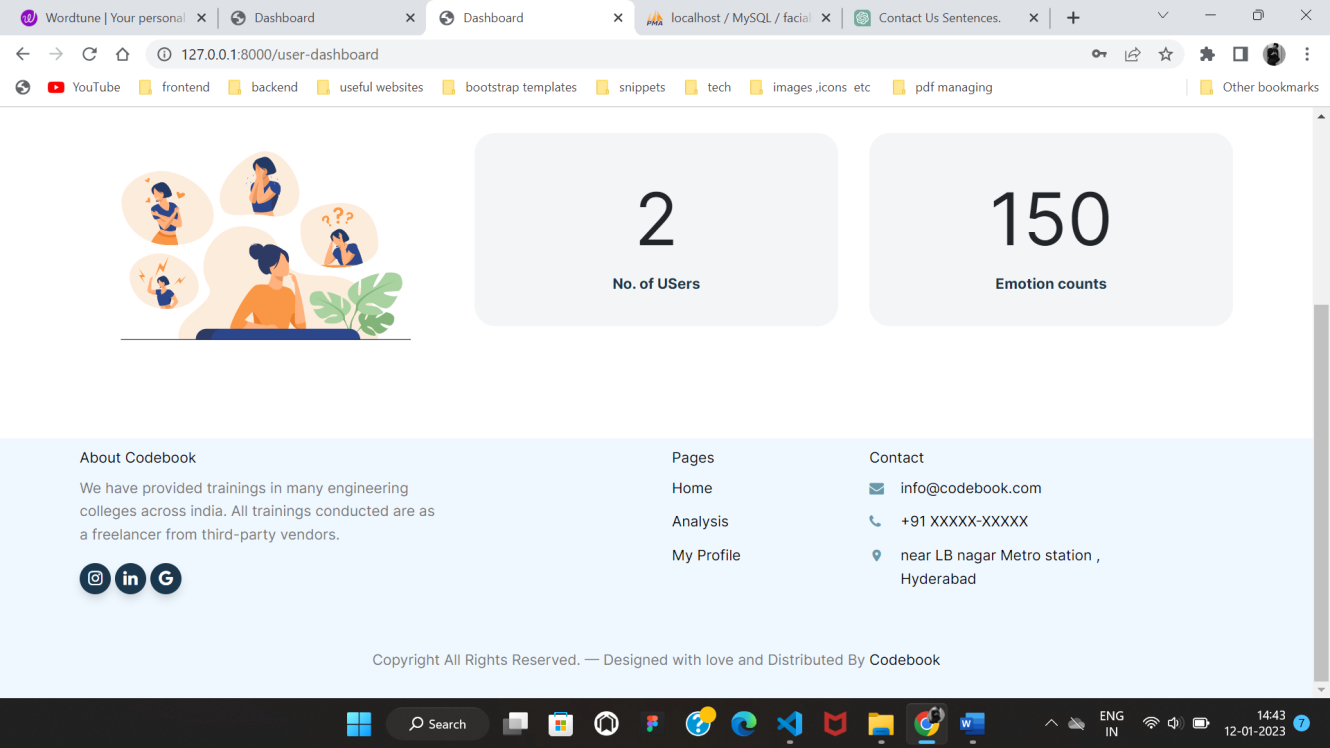 Wordtune | Your personal
Dashboard
Dashboard
localhost / MySQL / facial
Contact Us Sentences.
127.0.0.1:8000/user-dashboard
YouTube
frontend
backend
useful websites
bootstrap templates
snippets
tech
images ,icons etc
pdf managing
Other bookmarks
2
No. of USers
150
Emotion counts
? ? ?
About Codebook
We have provided trainings in many engineering
colleges across india. All trainings conducted are as
a freelancer from third-party vendors.
Pages
Home
Analysis
My Profile
Contact
info@codebook.com
+91 XXXXX-XXXXX
near LB nagar Metro station ,
Hyderabad
Copyright All Rights Reserved. — Designed with love and Distributed By Codebook
Search
ENG
IN
14:43
12-01-2023
7